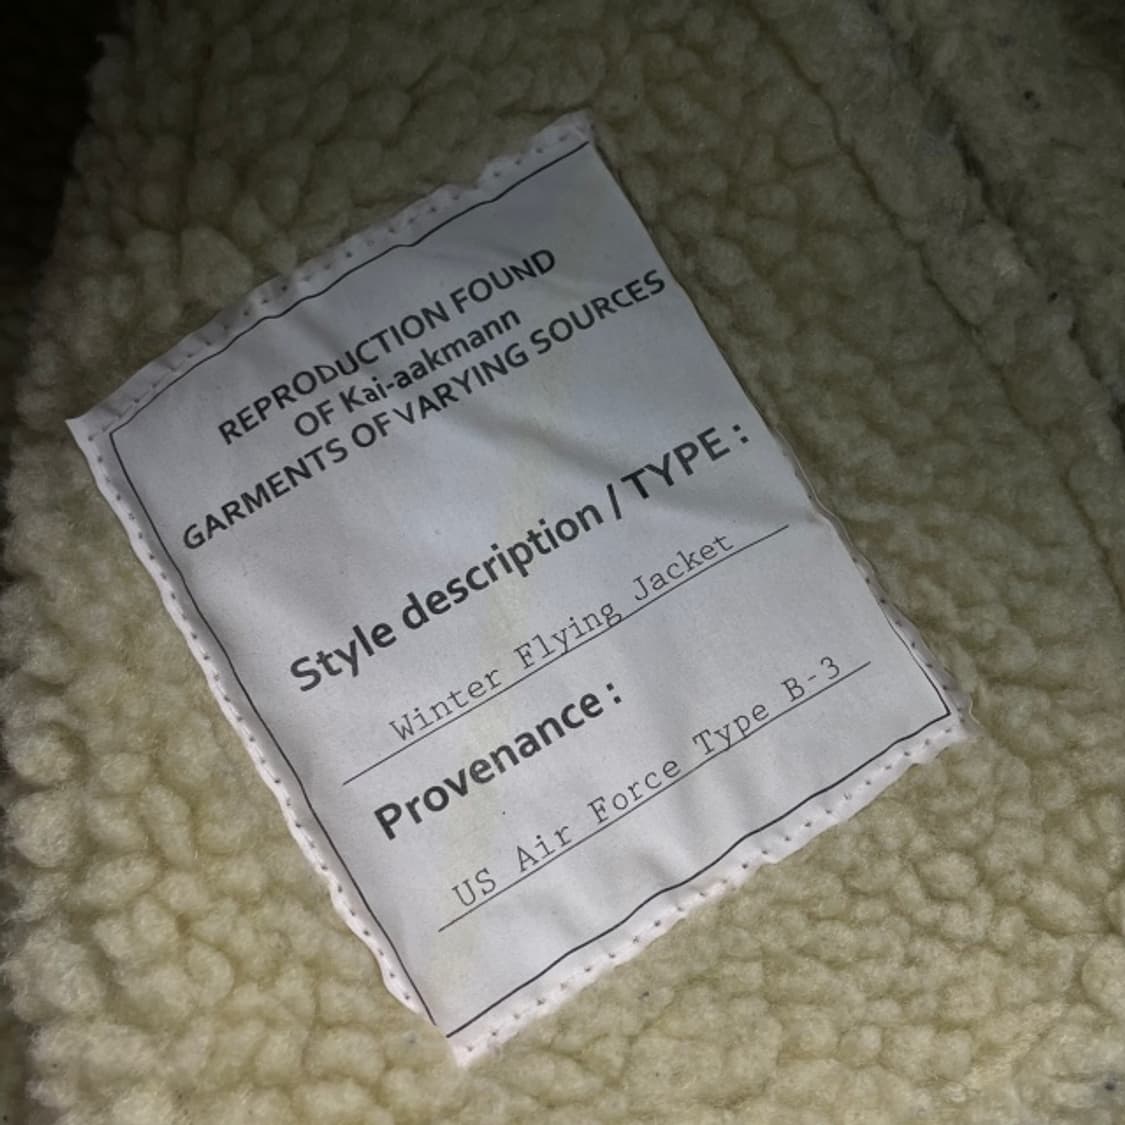 REPRODUCTION FOUND
OF Kai-aakmann
GARMENTS OF VARYING SOURCES
Style description / TYPE :
Winter Flying Jacket
Provenance :
US Air Force Type B-3